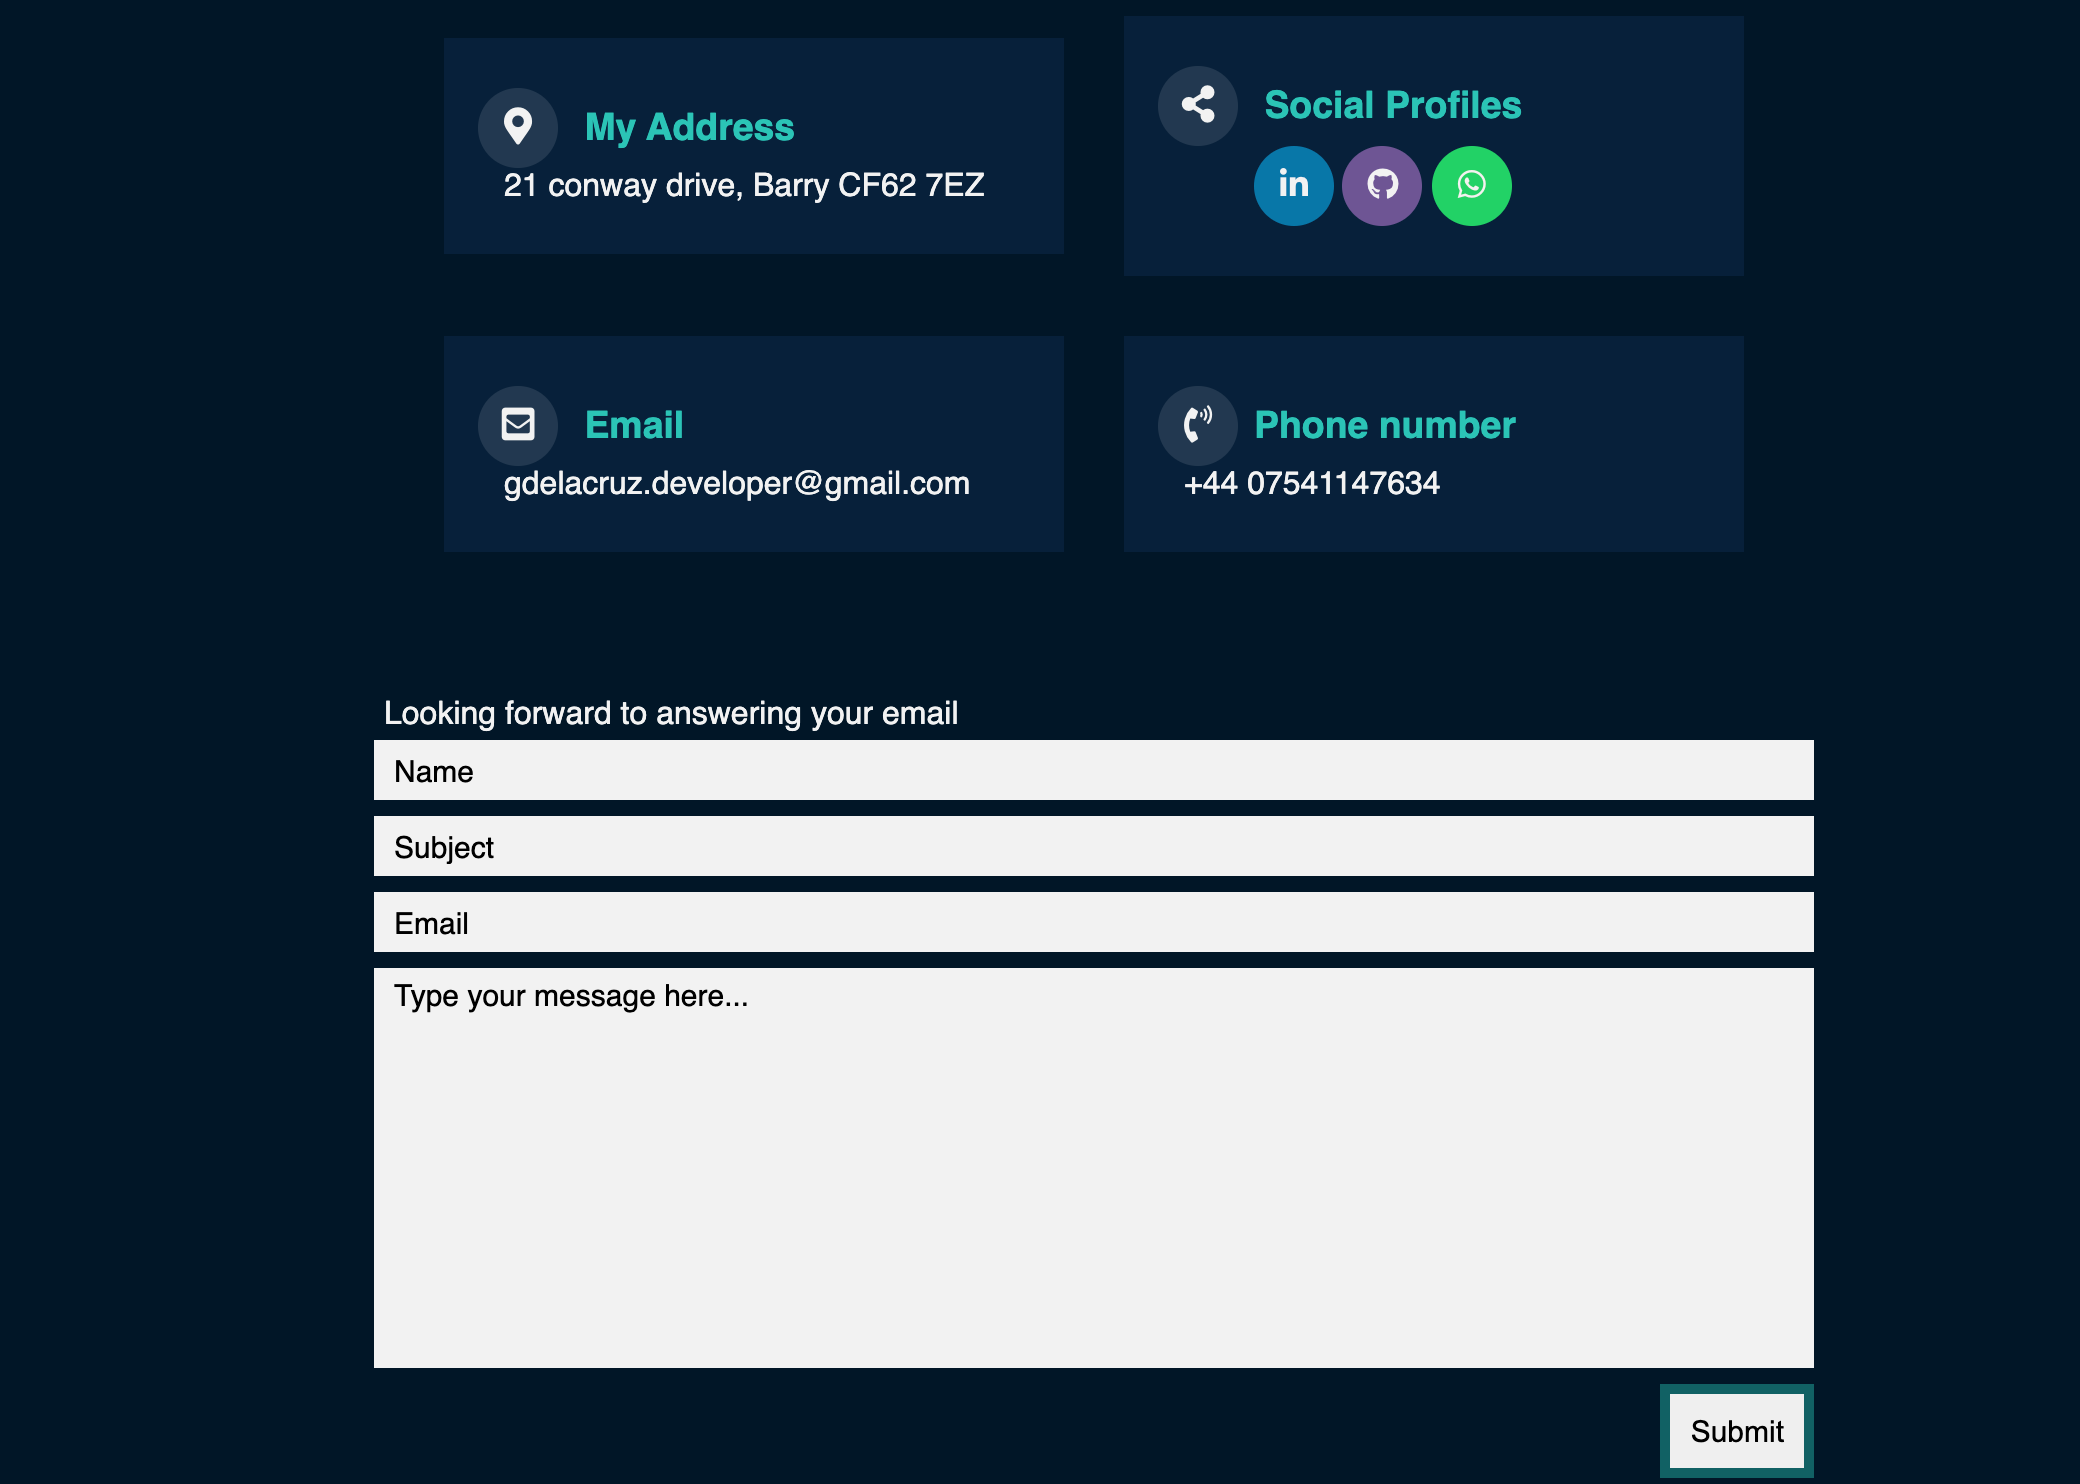 My Address
21 conway drive, Barry CF62 7EZ
Social Profiles
in
Email
gdelacruz.developer@gmail.com
Phone number
+44 07541147634
Looking forward to answering your email
Name
Subject
Email
Type your message here...
Submit